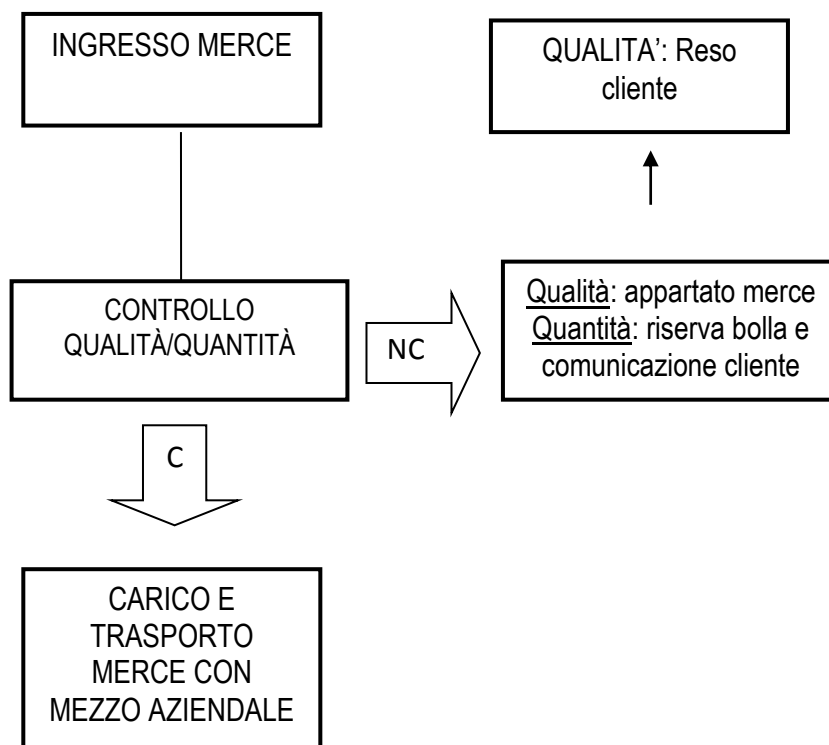 INGRESSO MERCE
QUALITA’: Reso
cliente
CONTROLLO
QUALITÀ/QUANTITÀ
NC
Qualità: appartato merce
Quantità: riserva bolla e
comunicazione cliente
C
CARICO E
TRASPORTO
MERCE CON
MEZZO AZIENDALE